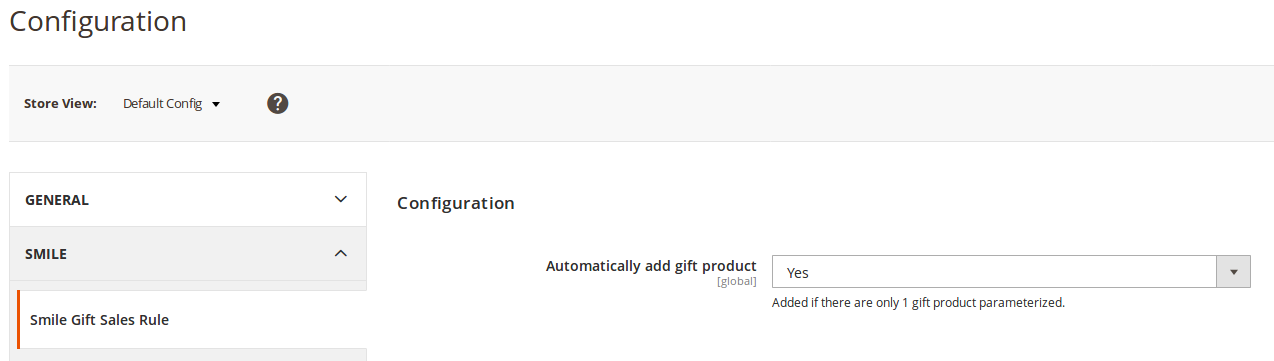 Configuration
Store View: Default Config ?
GENERAL
SMILE
Smile Gift Sales Rule
Configuration
Automatically add gift product
[global]
Yes
Added if there are only 1 gift product parameterized.